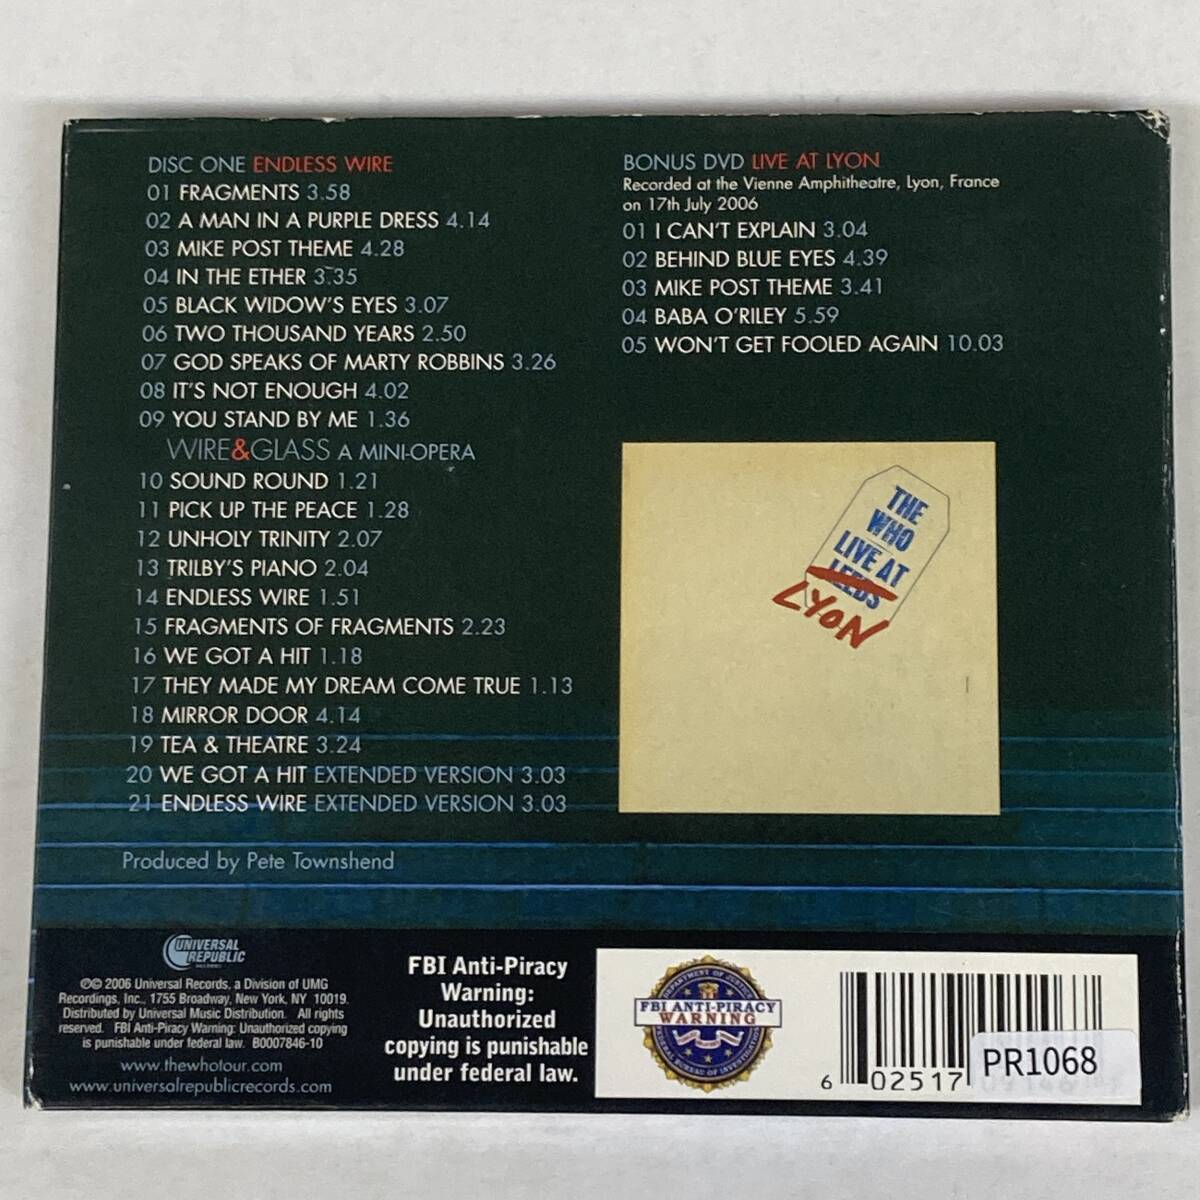 DISC ONE ENDLESS WIRE
01 FRAGMENTS 3.58
02 A MAN IN A PURPLE DRESS 4.14
03 MIKE POST THEME 4.28
04 IN THE ETHER 3.35
05 BLACK WIDOW'S EYES 3.07
06 TWO THOUSAND YEARS 2.50
07 GOD SPEAKS OF MARTY ROBBINS 3.26
08 IT'S NOT ENOUGH 4.02
09 YOU STAND BY ME 1.36
WIRE&GLASS A MINI-OPERA
10 SOUND ROUND 1.21
11 PICK UP THE PEACE 1.28
12 UNHOLY TRINITY 2.07
13 TRILBY'S PIANO 2.04
14 ENDLESS WIRE 1.51
15 FRAGMENTS OF FRAGMENTS 2.23
16 WE GOT A HIT 1.18
17 THEY MADE MY DREAM COME TRUE 1.13
18 MIRROR DOOR 4.14
19 TEA & THEATRE 3.24
20 WE GOT A HIT EXTENDED VERSION 3.03
21 ENDLESS WIRE EXTENDED VERSION 3.03
Produced by Pete Townshend
BONUS DVD LIVE AT LYON
Recorded at the Vienne Amphitheatre, Lyon, France
on 17th July 2006
01 I CAN'T EXPLAIN 3.04
02 BEHIND BLUE EYES 4.39
03 MIKE POST THEME 3.41
04 BABA O'RILEY 5.59
05 WON'T GET FOOLED AGAIN 10.03
THE
WHO
LIVE AT
LEEDS
LYON
UNIVERSAL
REPUBLIC
℗© 2006 Universal Records, a Division of UMG
Recordings, Inc., 1755 Broadway, New York, NY 10019.
Distributed by Universal Music Distribution. All rights
reserved. FBI Anti-Piracy Warning: Unauthorized copying
is punishable under federal law. B0007846-10
www.thewhotour.com
www.universalrepublicrecords.com
FBI Anti-Piracy
Warning:
Unauthorized
copying is punishable
under federal law.
DEPARTMENT OF JUSTICE
FBI ANTI-PIRACY
WARNING
FEDERAL BUREAU OF INVESTIGATION
6 02517
PR1068